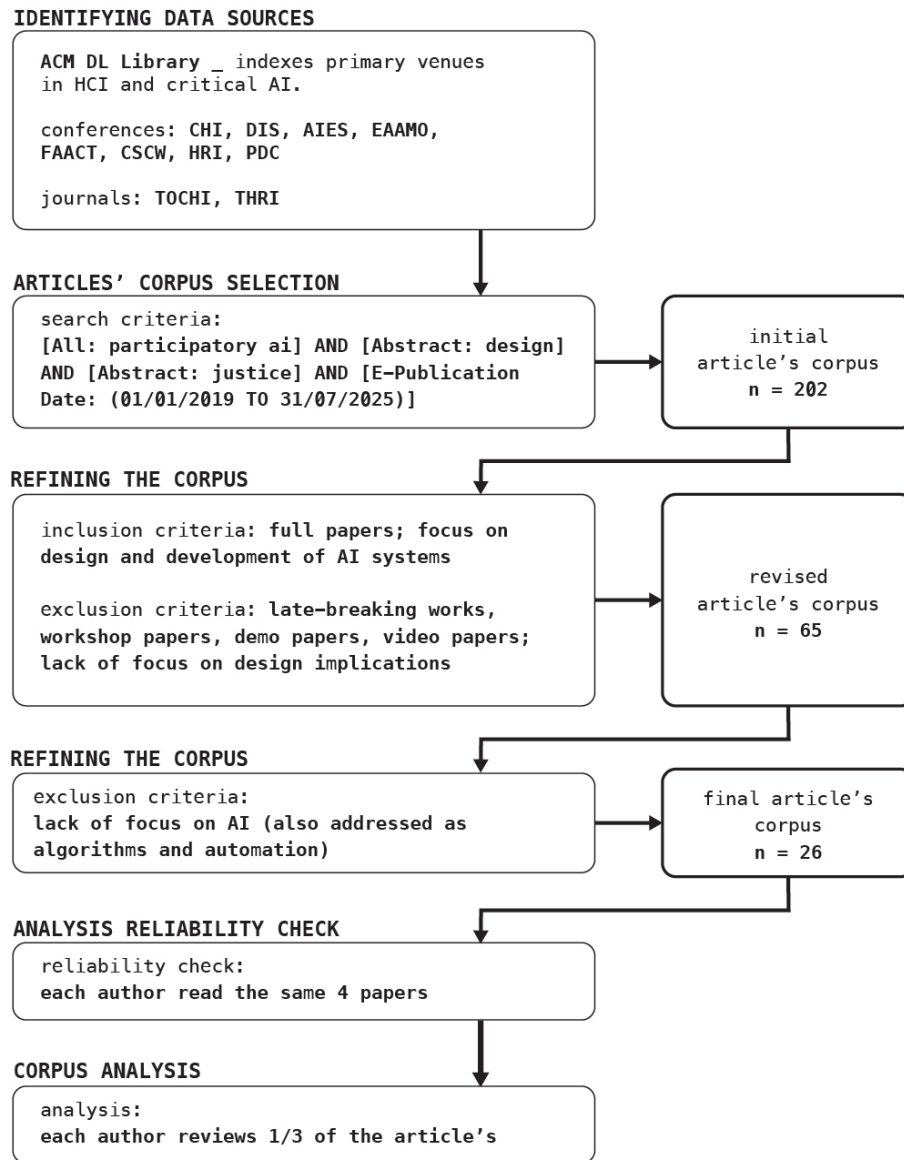 IDENTIFYING DATA SOURCES
ACM DL Library _ indexes primary venues
in HCI and critical AI.
conferences: CHI, DIS, AIES, EAAMO,
FAACT, CSCW, HRI, PDC
journals: TOCHI, THRI
ARTICLES’ CORPUS SELECTION
search criteria:
[All: participatory ai] AND [Abstract: design]
AND [Abstract: justice] AND [E-Publication
Date: (01/01/2019 TO 31/07/2025)]
initial
article’s corpus
n = 202
REFINING THE CORPUS
inclusion criteria: full papers; focus on
design and development of AI systems
exclusion criteria: late-breaking works,
workshop papers, demo papers, video papers;
lack of focus on design implications
revised
article’s corpus
n = 65
REFINING THE CORPUS
exclusion criteria:
lack of focus on AI (also addressed as
algorithms and automation)
final article’s
corpus
n = 26
ANALYSIS RELIABILITY CHECK
reliability check:
each author read the same 4 papers
CORPUS ANALYSIS
analysis:
each author reviews 1/3 of the article’s